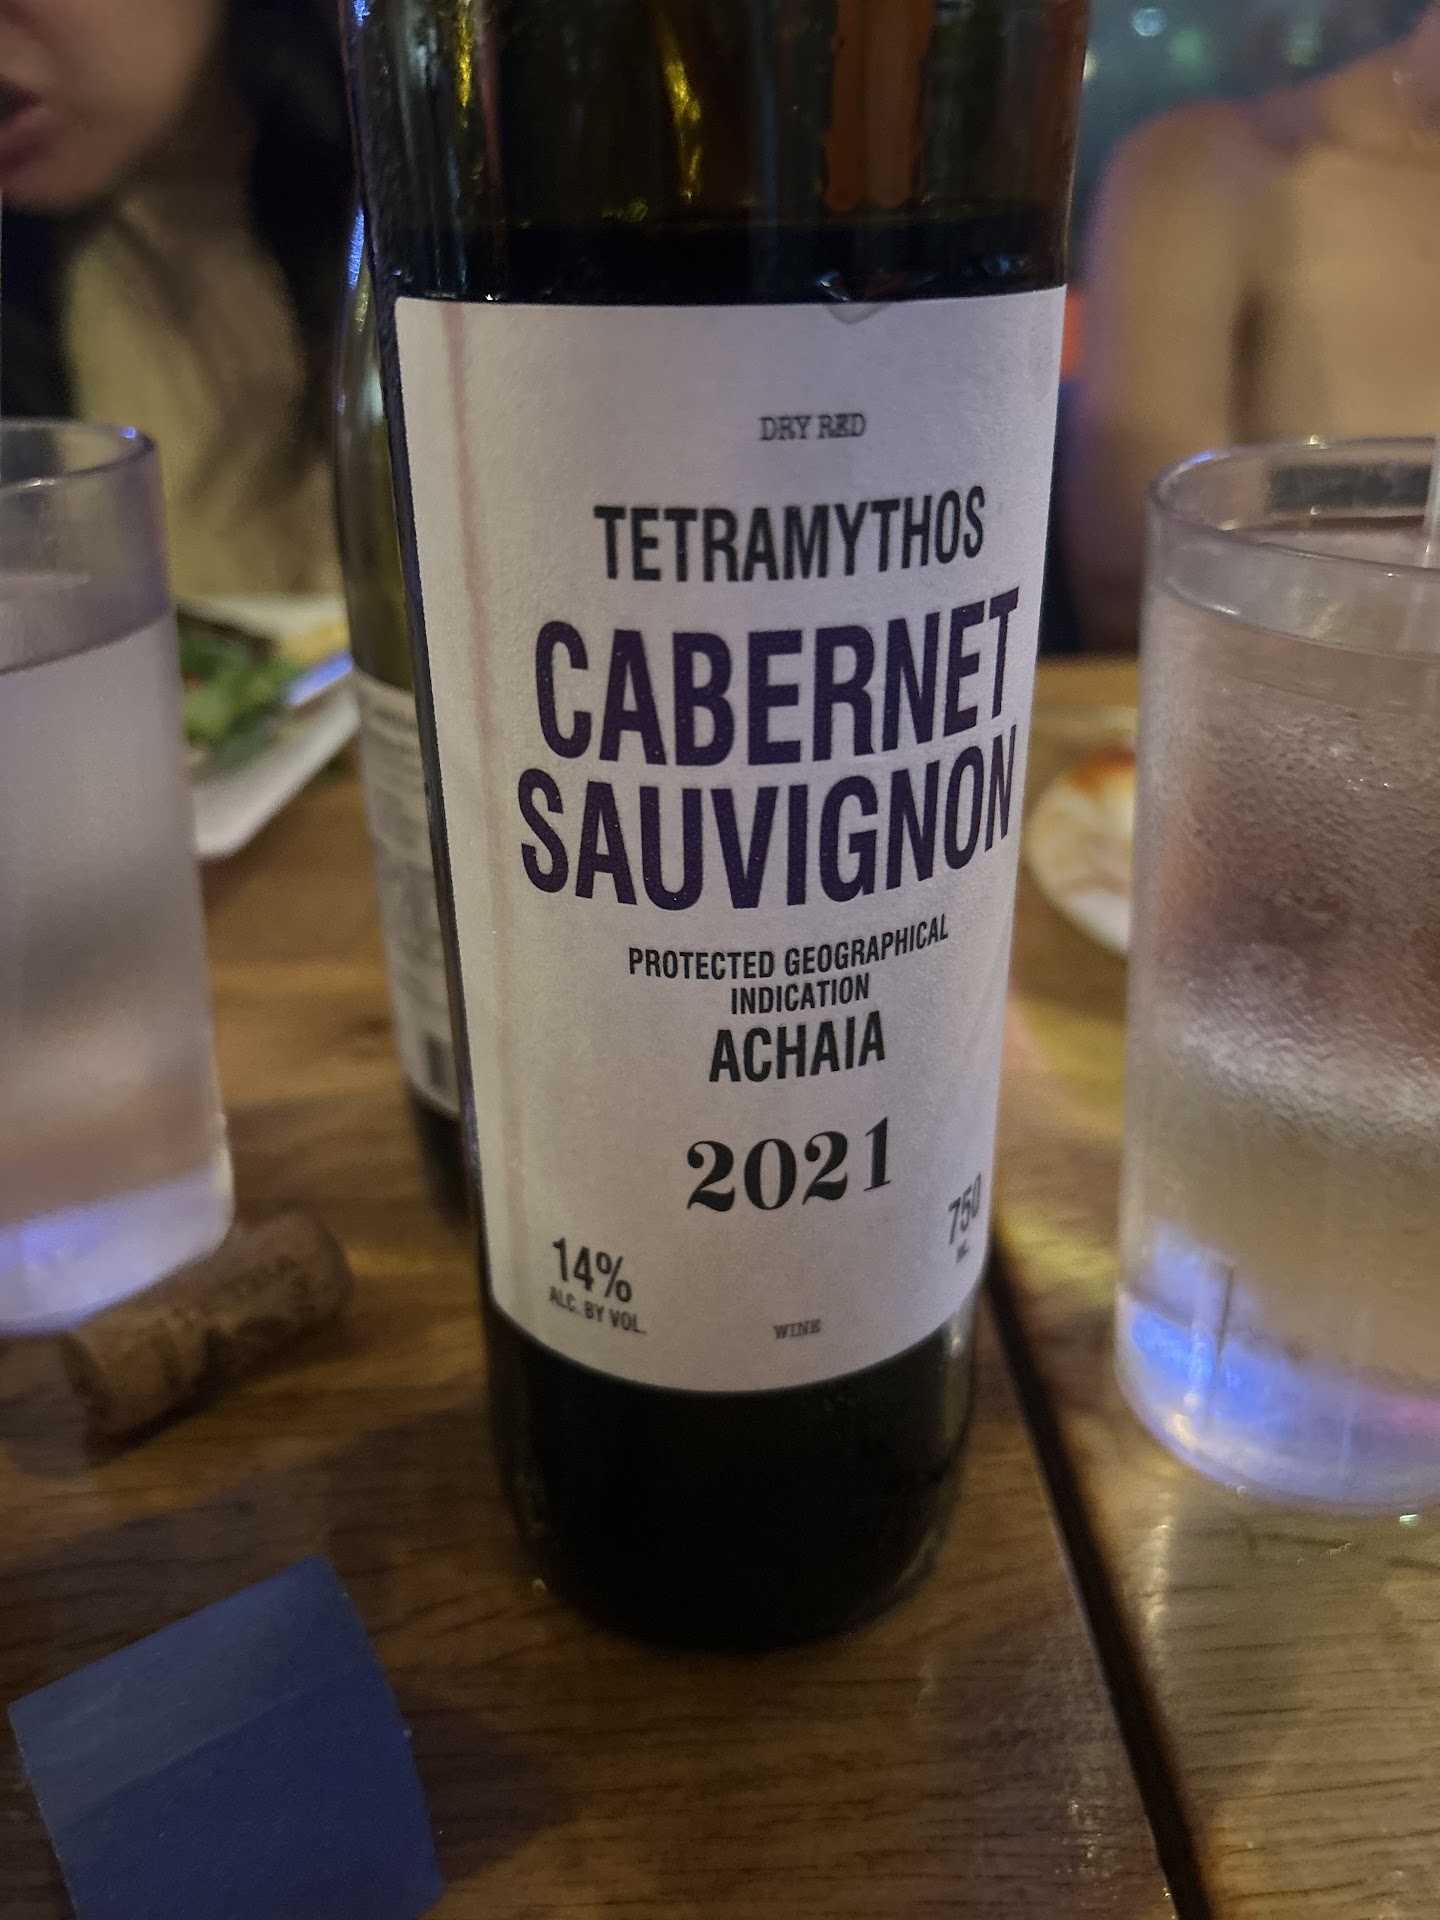 DRY RED
TETRAMYTHOS
CABERNET
SAUVIGNON
PROTECTED GEOGRAPHICAL
INDICATION
ACHAIA
2021
750
ML.
14%
ALC. BY VOL.
WINE